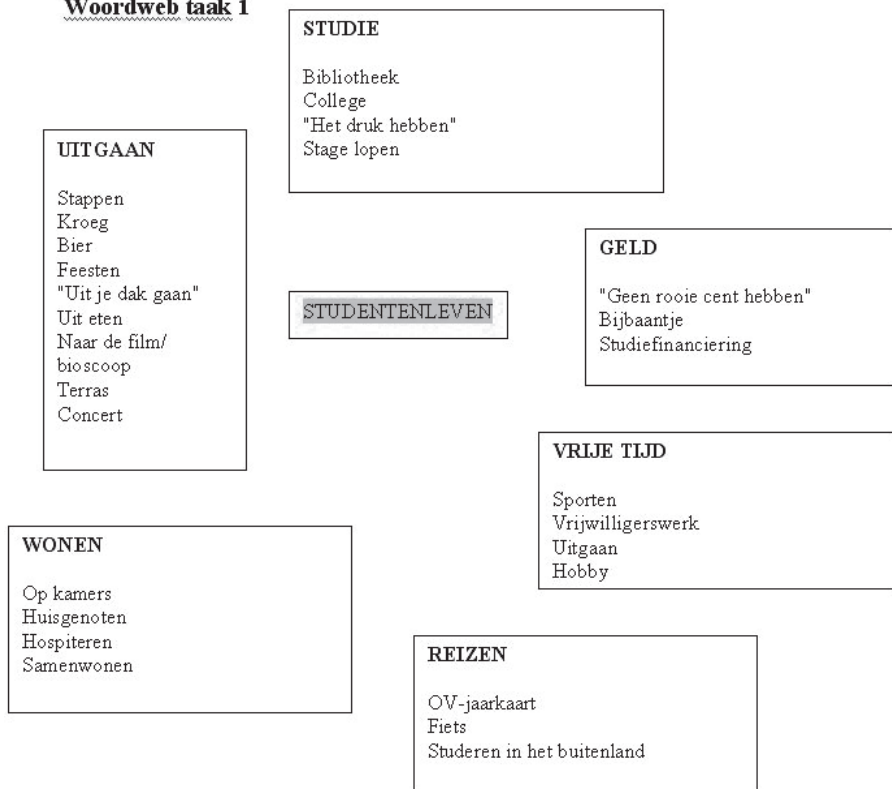 Woordweb taak 1
STUDIE
Bibliotheek
College
"Het druk hebben"
Stage lopen
UITGAAN
Stappen
Kroeg
Bier
Feesten
"Uit je dak gaan"
Uit eten
Naar de film/
bioscoop
Terras
Concert
GELD
"Geen rooie cent hebben"
Bijbaantje
Studiefinanciering
STUDENTENLEVEN
VRIJE TIJD
Sporten
Vrijwilligerswerk
Uitgaan
Hobby
WONEN
Op kamers
Huisgenoten
Hospiteren
Samenwonen
REIZEN
OV-jaarkaart
Fiets
Studeren in het buitenland